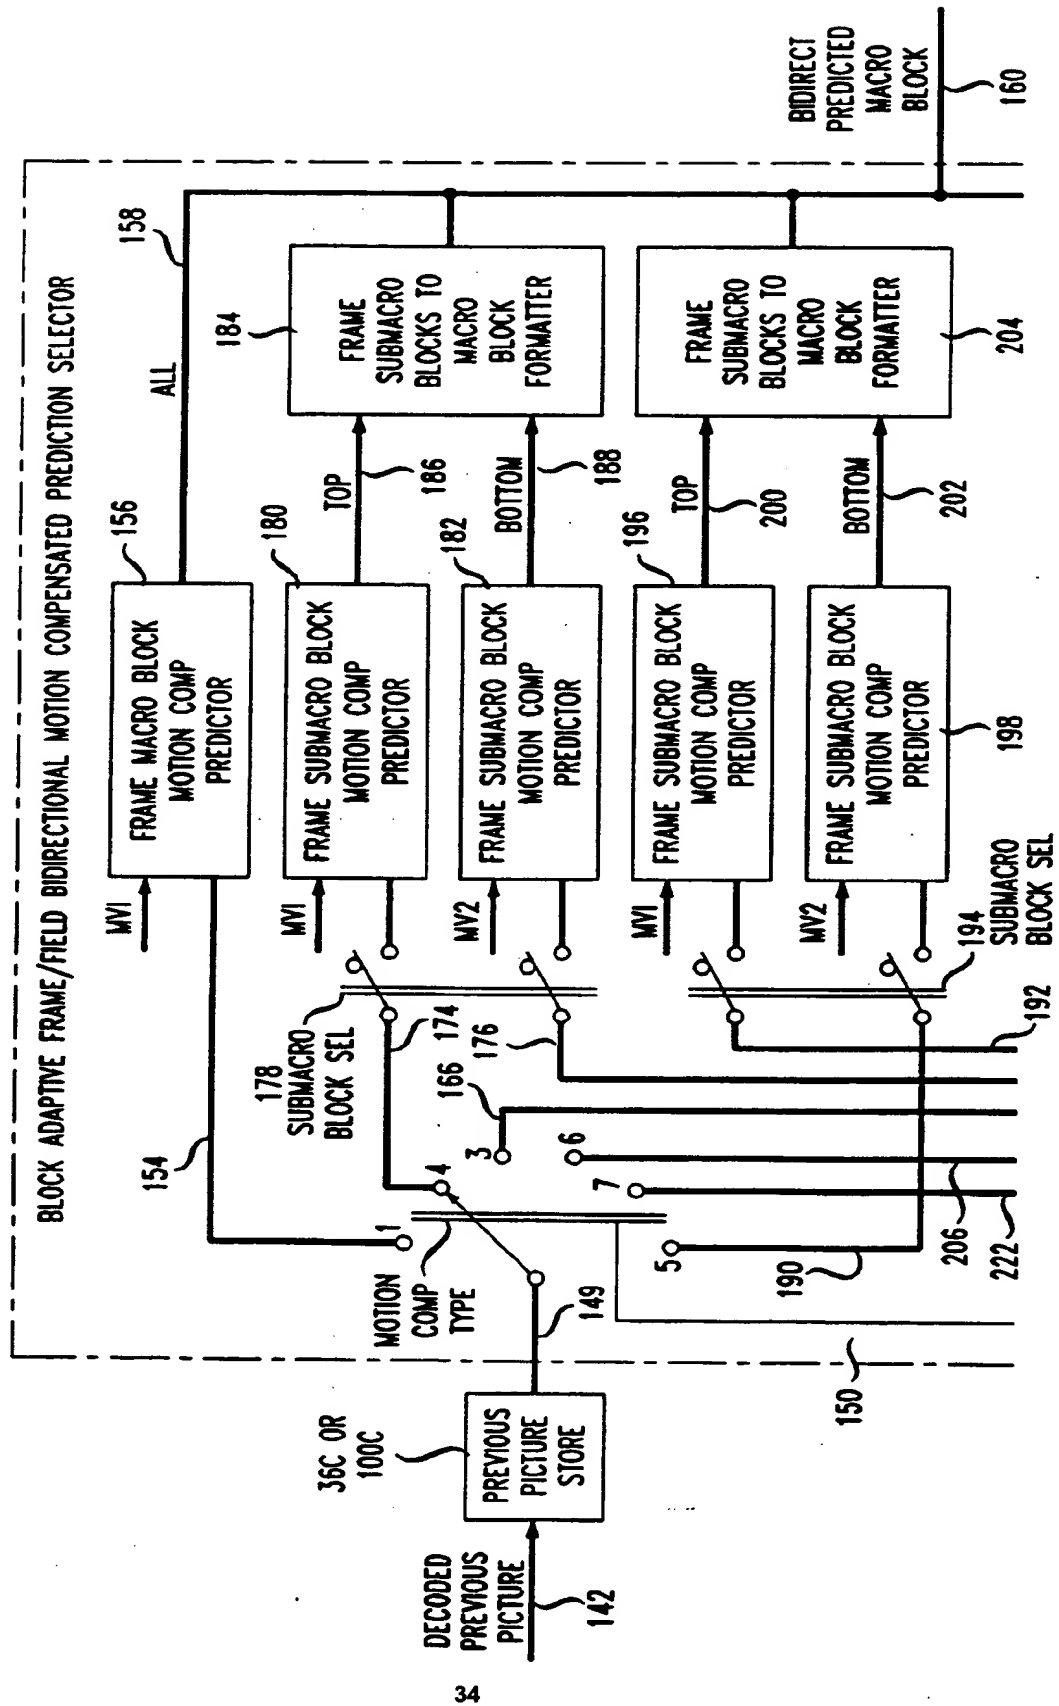 BLOCK ADAPTIVE FRAME/FIELD BIDIRECTIONAL MOTION COMPENSATED PREDICTION SELECTOR
DECODED
PREVIOUS
PICTURE
142
36C OR
100C
PREVIOUS
PICTURE
STORE
149
150
MOTION
COMP
TYPE
1
4
3
6
7
5
154
166
174
176
190
206
222
192
178
SUBMACRO
BLOCK SEL
194
SUBMACRO
BLOCK SEL
MV1
FRAME MACRO BLOCK
MOTION COMP
PREDICTOR
156
ALL
158
MV1
FRAME SUBMACRO BLOCK
MOTION COMP
PREDICTOR
180
TOP
186
MV2
FRAME SUBMACRO BLOCK
MOTION COMP
PREDICTOR
182
BOTTOM
188
184
FRAME
SUBMACRO
BLOCKS TO
MACRO
BLOCK
FORMATTER
MV1
FRAME SUBMACRO BLOCK
MOTION COMP
PREDICTOR
196
TOP
200
MV2
FRAME SUBMACRO BLOCK
MOTION COMP
PREDICTOR
198
BOTTOM
202
FRAME
SUBMACRO
BLOCKS TO
MACRO
BLOCK
FORMATTER
204
BIDIRECT
PREDICTED
MACRO
BLOCK
160
34